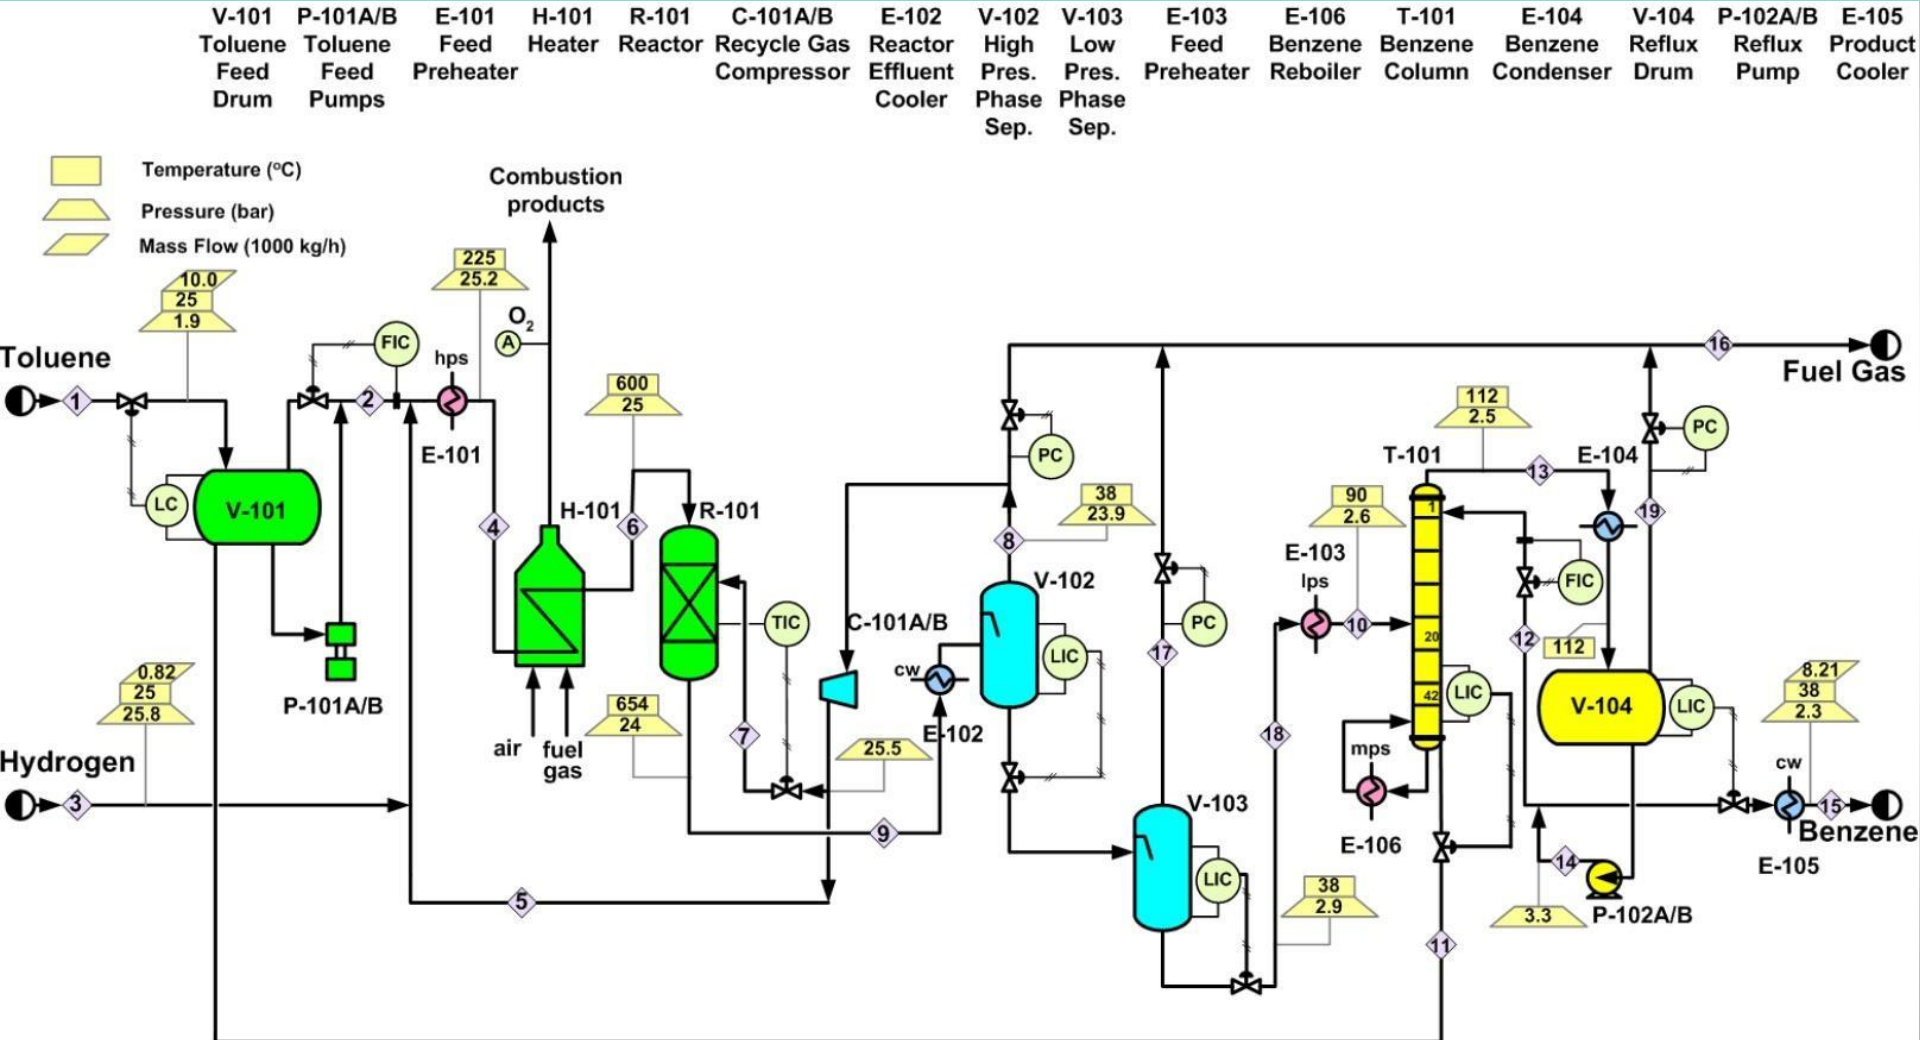 V-101
Toluene
Feed
Drum
P-101A/B
Toluene
Feed
Pumps
E-101
Feed
Preheater
H-101
Heater
R-101
Reactor
C-101A/B
Recycle Gas
Compressor
E-102
Reactor
Effluent
Cooler
V-102
High
Pres.
Phase
Sep.
V-103
Low
Pres.
Phase
Sep.
E-103
Feed
Preheater
E-106
Benzene
Reboiler
T-101
Benzene
Column
E-104
Benzene
Condenser
V-104
Reflux
Drum
P-102A/B
Reflux
Pump
E-105
Product
Cooler
Temperature (°C)
Pressure (bar)
Mass Flow (1000 kg/h)
Combustion
products
10.0
25
1.9
225
25.2
O2
A
FIC
hps
Toluene
1
2
E-101
LC
V-101
P-101A/B
600
25
4
H-101
6
R-101
TIC
air
fuel
gas
0.82
25
25.8
Hydrogen
3
654
24
7
25.5
9
5
C-101A/B
cw
E-102
PC
38
23.9
8
V-102
LIC
16
Fuel Gas
PC
17
V-103
LIC
18
38
2.9
E-103
lps
90
2.6
10
112
2.5
T-101
13
E-104
1
20
42
LIC
mps
E-106
11
FIC
12
112
PC
19
V-104
LIC
8.21
38
2.3
cw
15
Benzene
E-105
14
3.3
P-102A/B